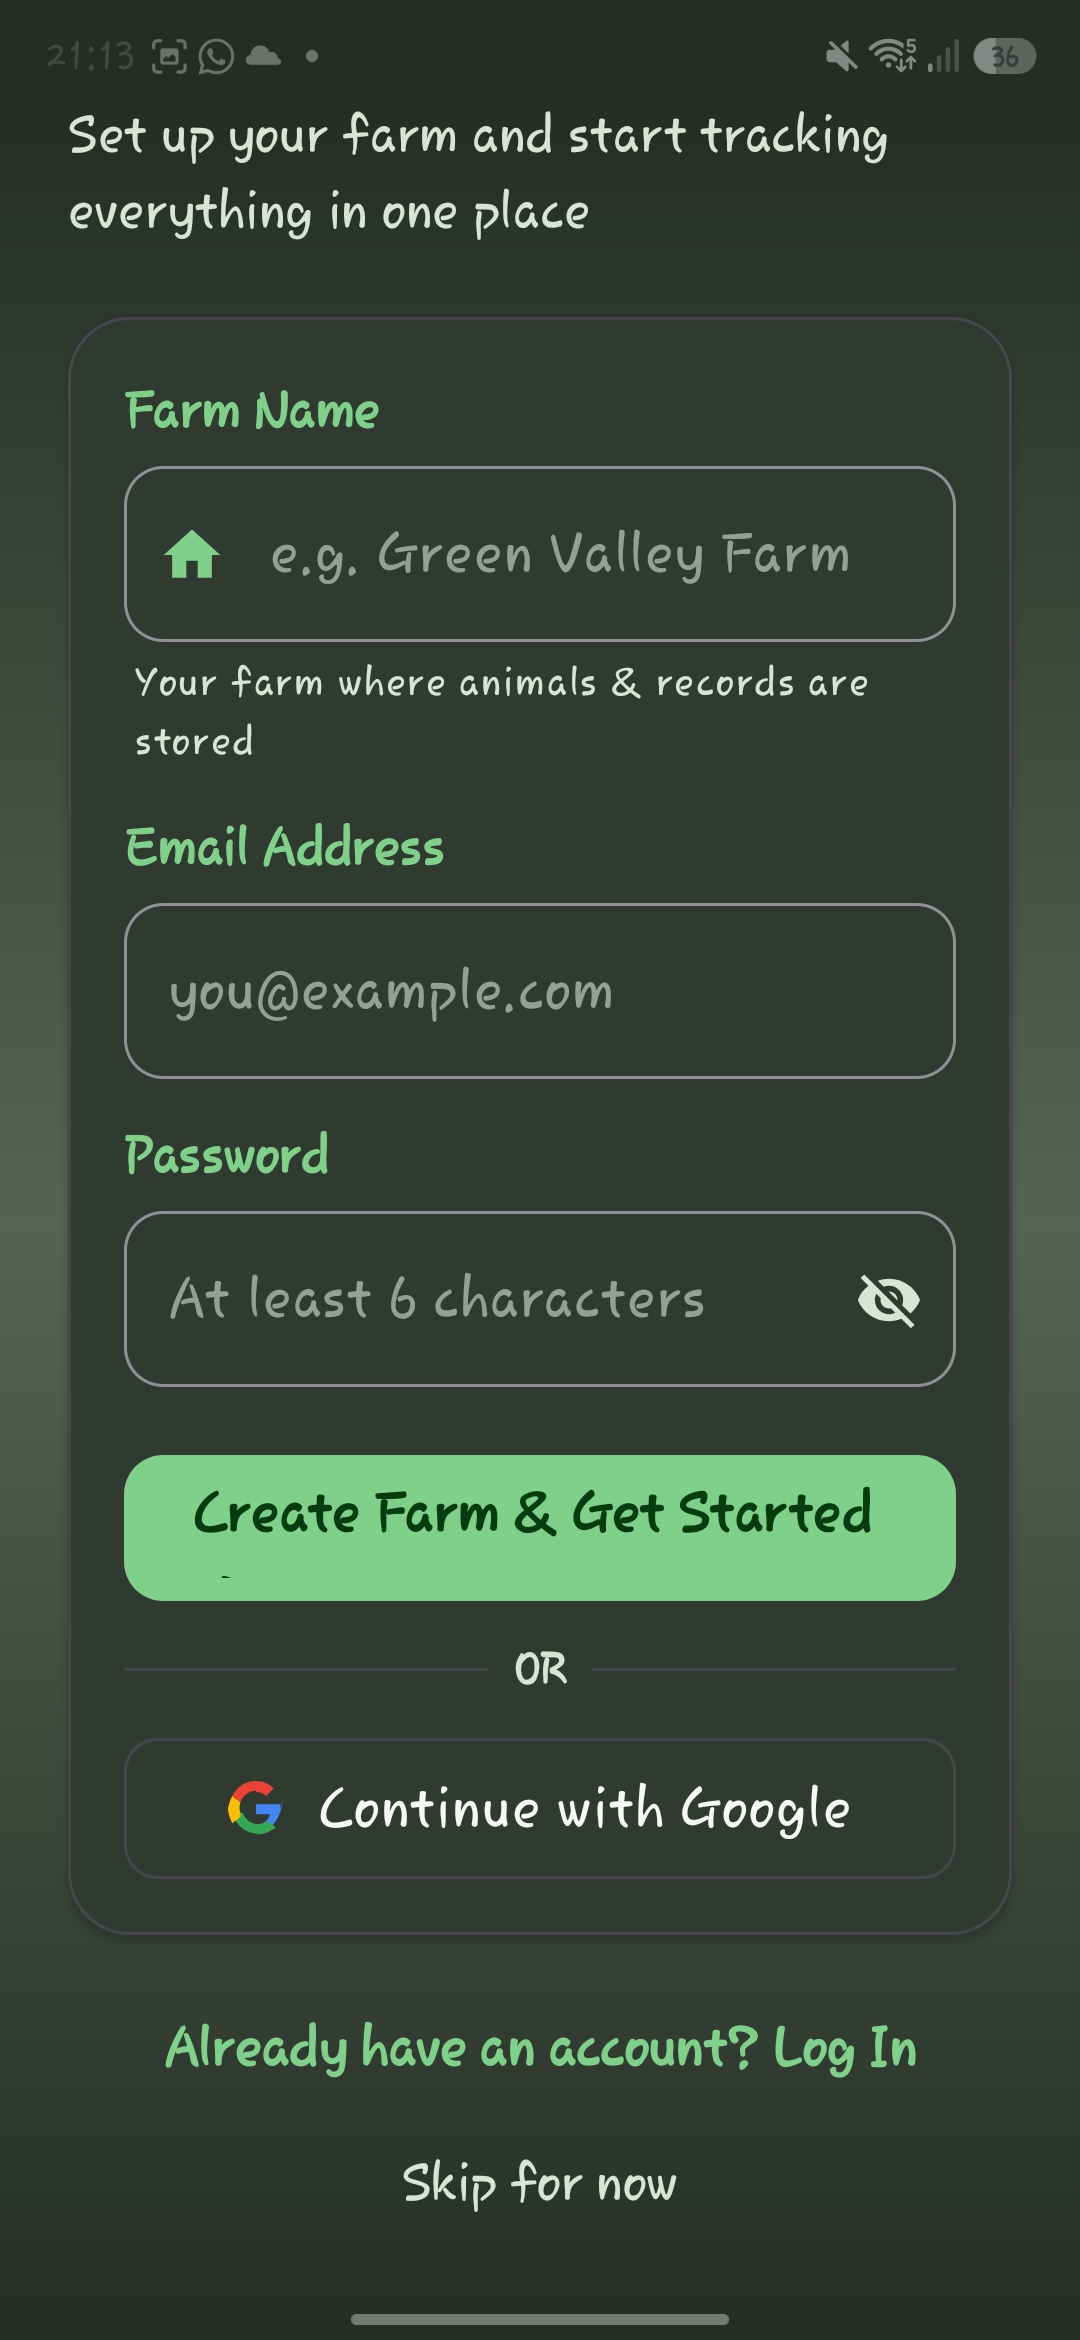 21:13
5
36
Set up your farm and start tracking
everything in one place
Farm Name
e.g. Green Valley Farm
Your farm where animals & records are
stored
Email Address
you@example.com
Password
At least 6 characters
Create Farm & Get Started
OR
Continue with Google
Already have an account? Log In
Skip for now